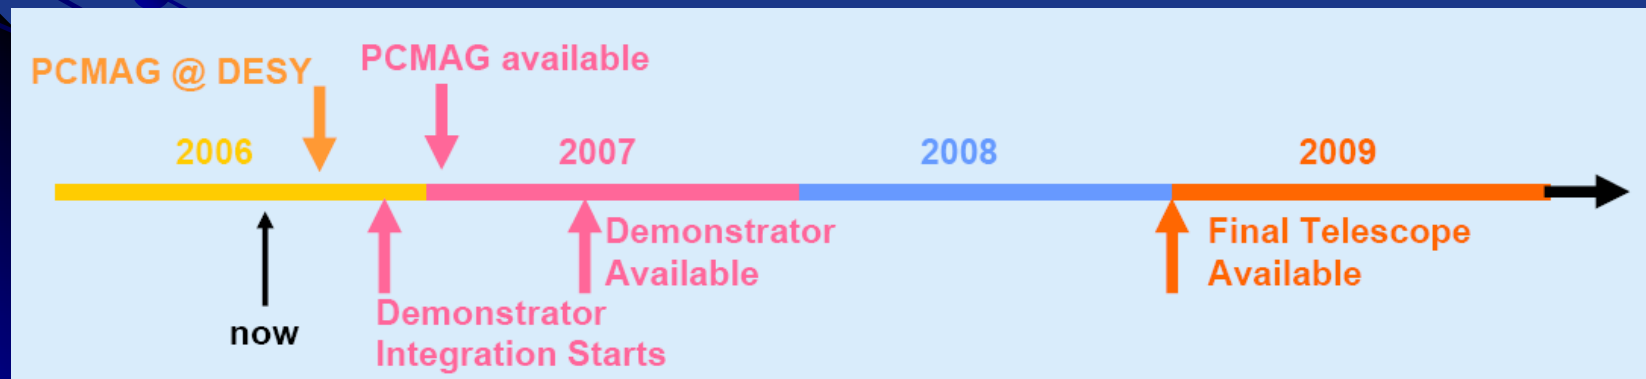 PCMAG @ DESY
PCMAG available
2006
2007
2008
2009
now
Demonstrator
Integration Starts
Demonstrator
Available
Final Telescope
Available